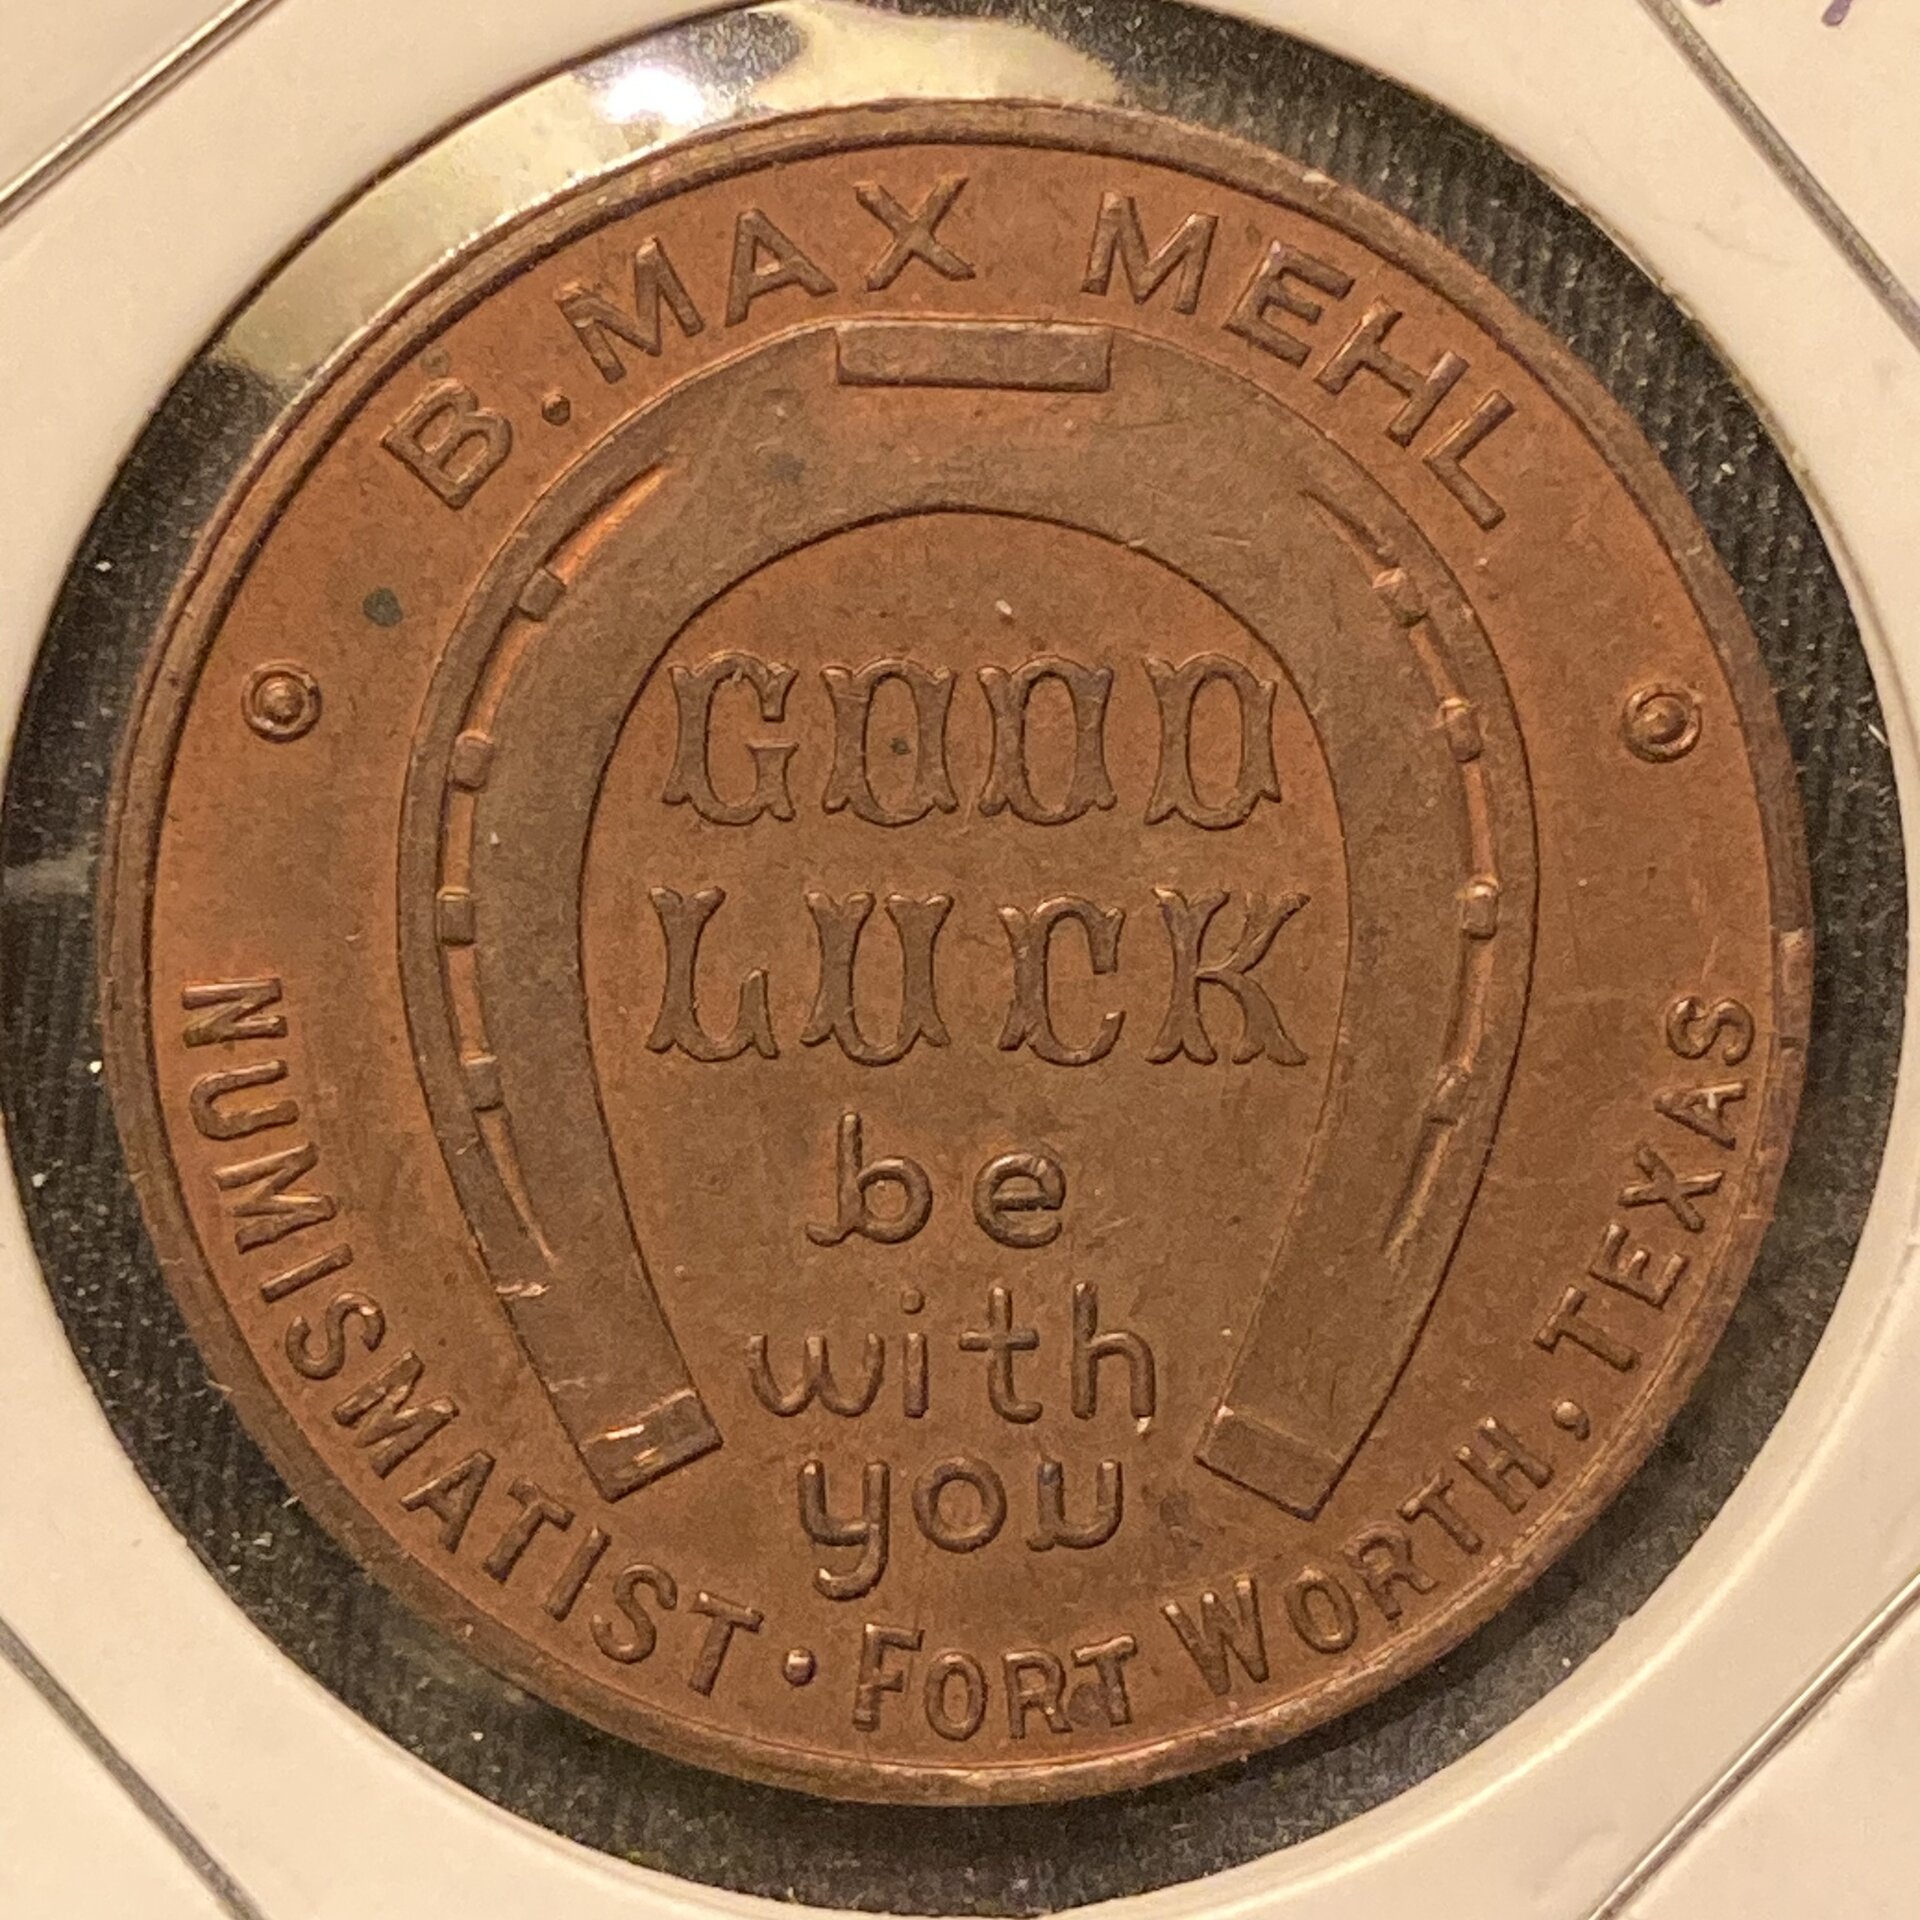 B. MAX MEHL
GOOD
LUCK
be
with
you
NUMISMATIST · FORT WORTH, TEXAS